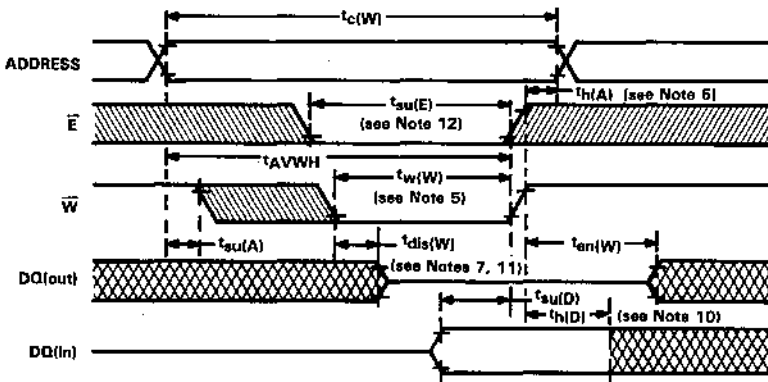 tc(W)
ADDRESS
th(A) (see Note 6)
E
tsu(E)
(see Note 12)
tAVWH
tw(W)
W
(see Note 5)
tsu(A)
tdis(W)
ten(W)
(see Notes 7, 11)
DQ(out)
tsu(D)
th(D)
(see Note 10)
DQ(in)